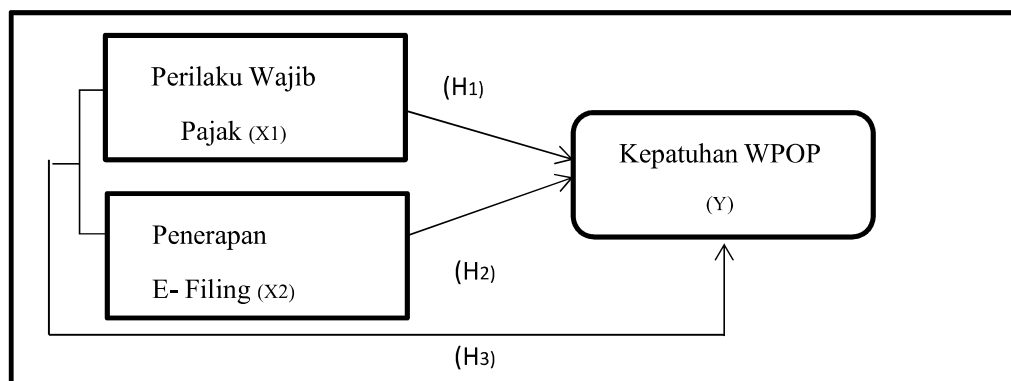 Perilaku Wajib
Pajak (X1)
(H1)
Kepatuhan WPOP
(Y)
Penerapan
E- Filing (X2)
(H2)
(H3)